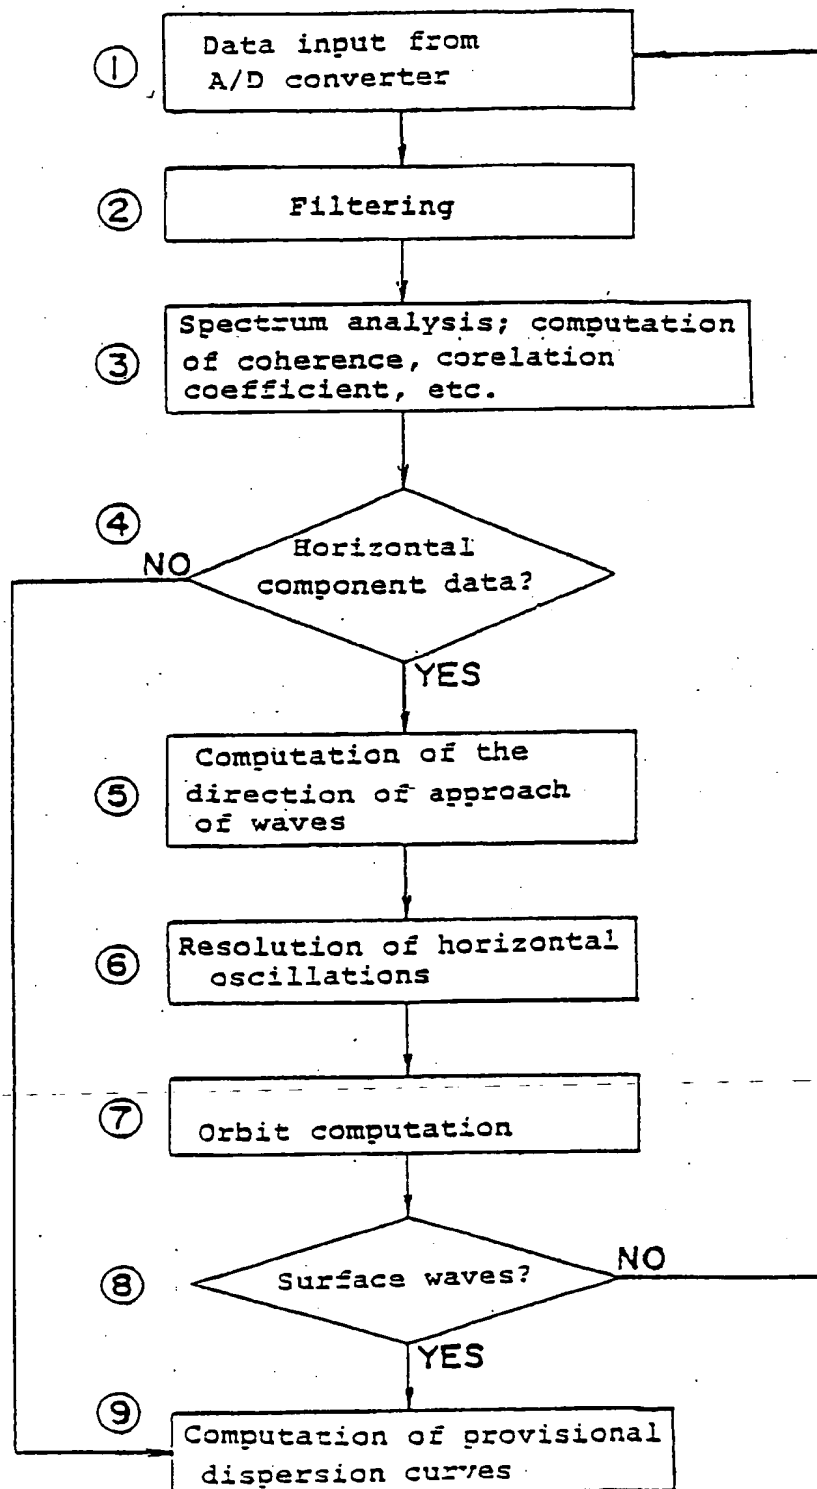 ①
Data input from
A/D converter
②
Filtering
③
Spectrum analysis; computation
of coherence, corelation
coefficient, etc.
④
Horizontal
component data?
NO
YES
⑤
Computation of the
direction of approach
of waves
⑥
Resolution of horizontal
oscillations
⑦
Orbit computation
⑧
Surface waves?
NO
YES
⑨
Computation of provisional
dispersion curves